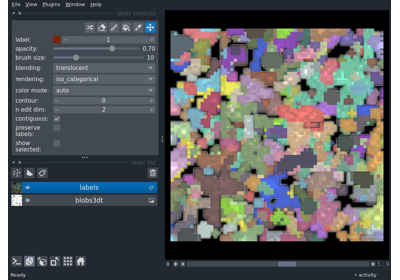 File View Plugins Window Help
layer controls
label: 1
opacity: 0.70
brush size: 10
blending: translucent
rendering: iso_categorical
color mode: auto
contour: 0
n edit dim: 2
contiguous:
preserve
labels:
show
selected:
layer list
labels
blobs3dt
Ready
activity